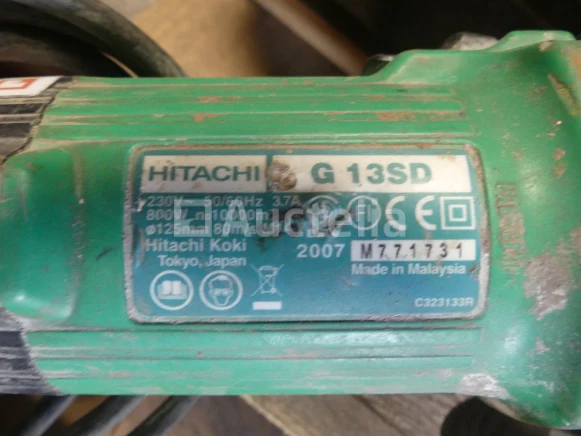 HITACHI G 13SD
230V 50/60Hz 3.7A
800W
ø125mm 80m/s
Auctelia
Hitachi Koki
Tokyo, Japan
2007 M771731
Made in Malaysia
C323133R